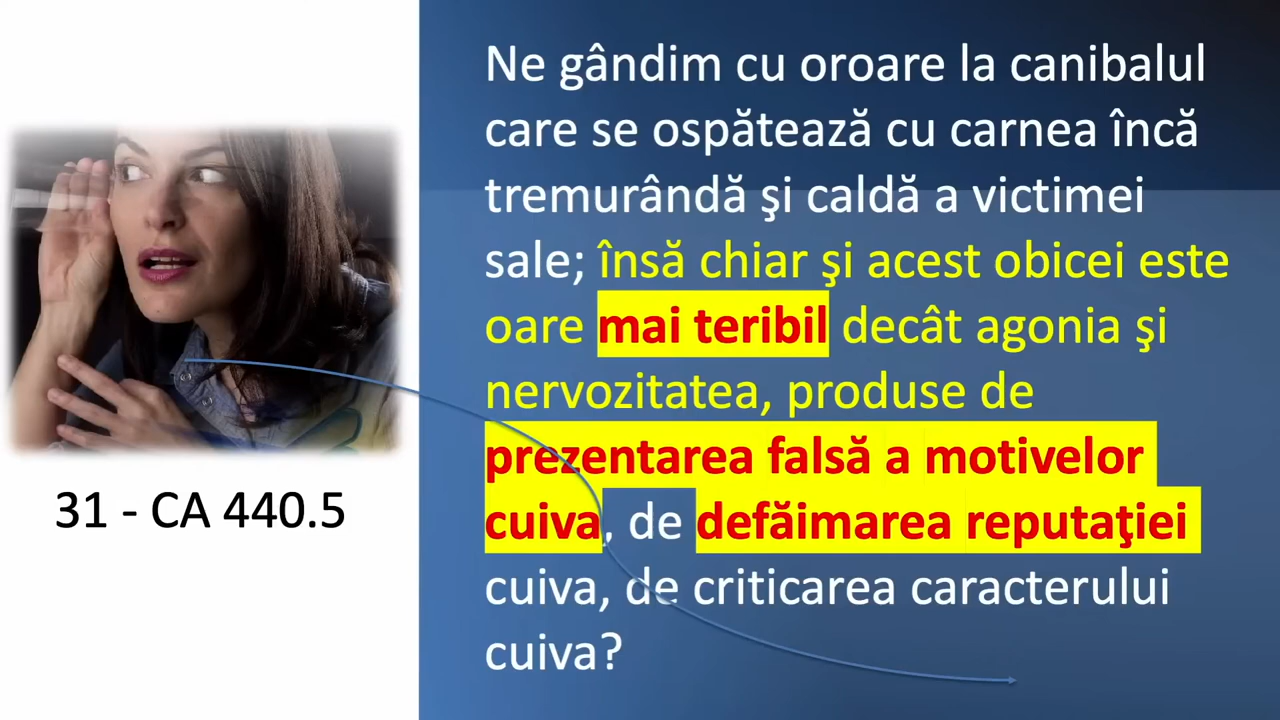 Ne gândim cu oroare la canibalul
care se ospătează cu carnea încă
tremurândă şi caldă a victimei
sale; însă chiar şi acest obicei este
oare mai teribil decât agonia şi
nervozitatea, produse de
prezentarea falsă a motivelor
cuiva, de defăimarea reputaţiei
cuiva, de criticarea caracterului
cuiva?
31 - CA 440.5